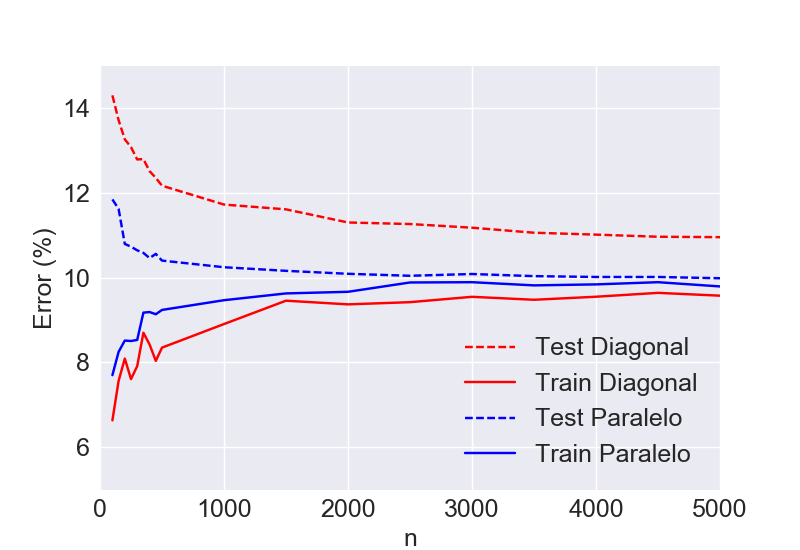 14
12
10
8
6
Error (%)
Test Diagonal
Train Diagonal
Test Paralelo
Train Paralelo
0 1000 2000 3000 4000 5000
n